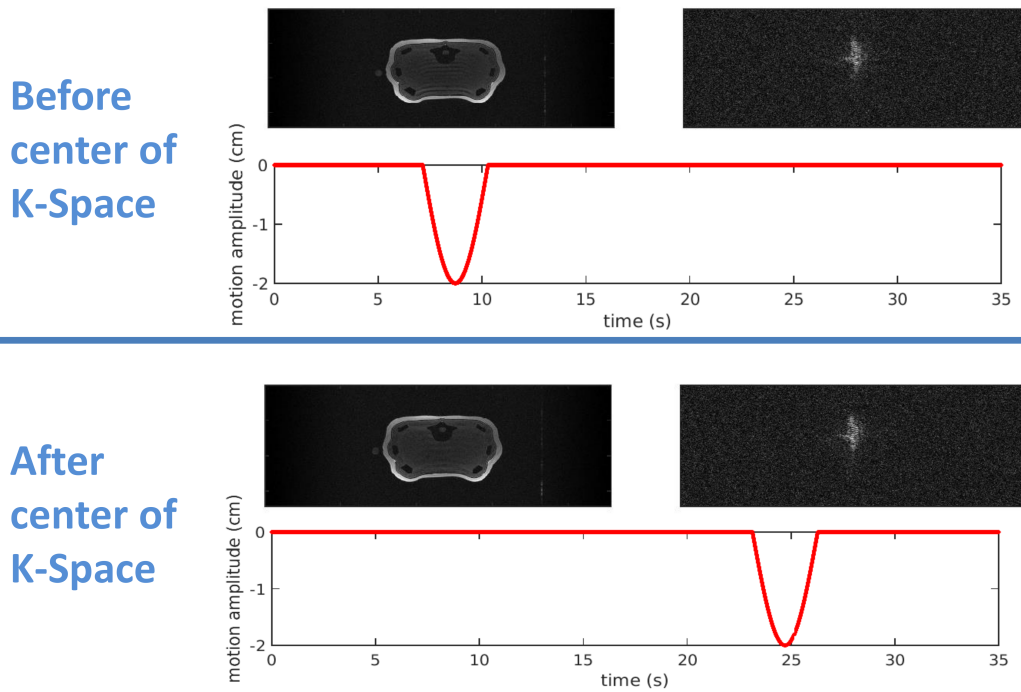 Before
center of
K-Space
motion amplitude (cm)
0
-1
-2
0 5 10 15 20 25 30 35
time (s)
After
center of
K-Space
motion amplitude (cm)
0
-1
-2
0 5 10 15 20 25 30 35
time (s)